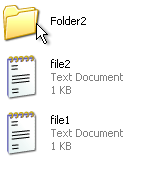 Folder2
file2
Text Document
1 KB
file1
Text Document
1 KB